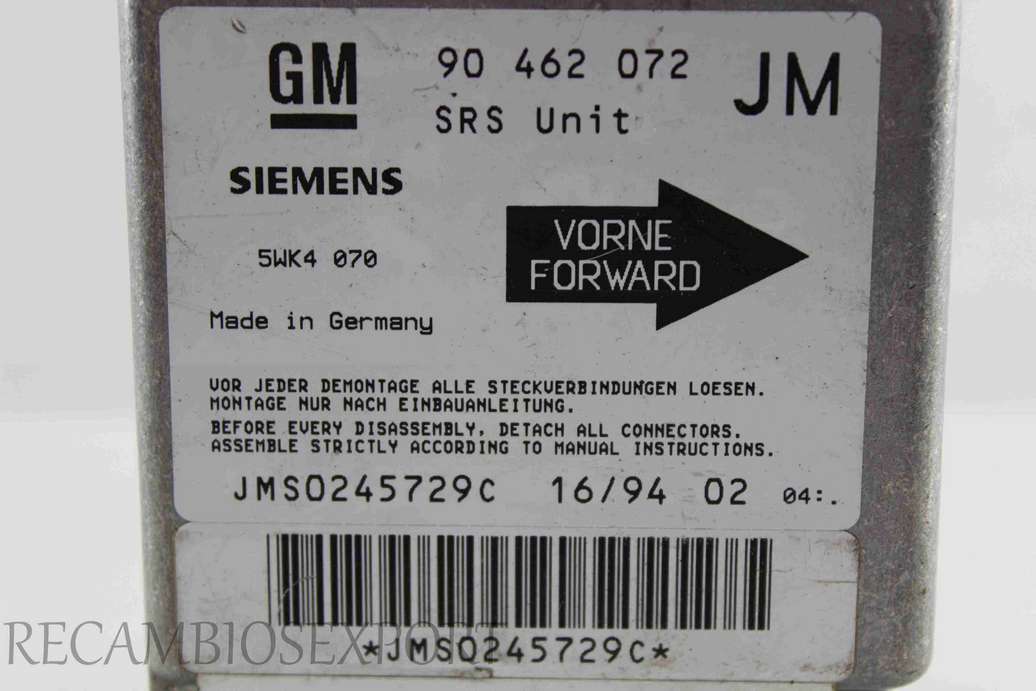 GM 90 462 072 JM
SRS Unit
SIEMENS
VORNE
FORWARD
5WK4 070
Made in Germany
VOR JEDER DEMONTAGE ALLE STECKVERBINDUNGEN LOESEN.
MONTAGE NUR NACH EINBAUANLEITUNG.
BEFORE EVERY DISASSEMBLY, DETACH ALL CONNECTORS.
ASSEMBLE STRICTLY ACCORDING TO MANUAL INSTRUCTIONS.
JMS0245729C 16/94 02 04:.
*JMS0245729C*
RECAMBIOSEXPORT